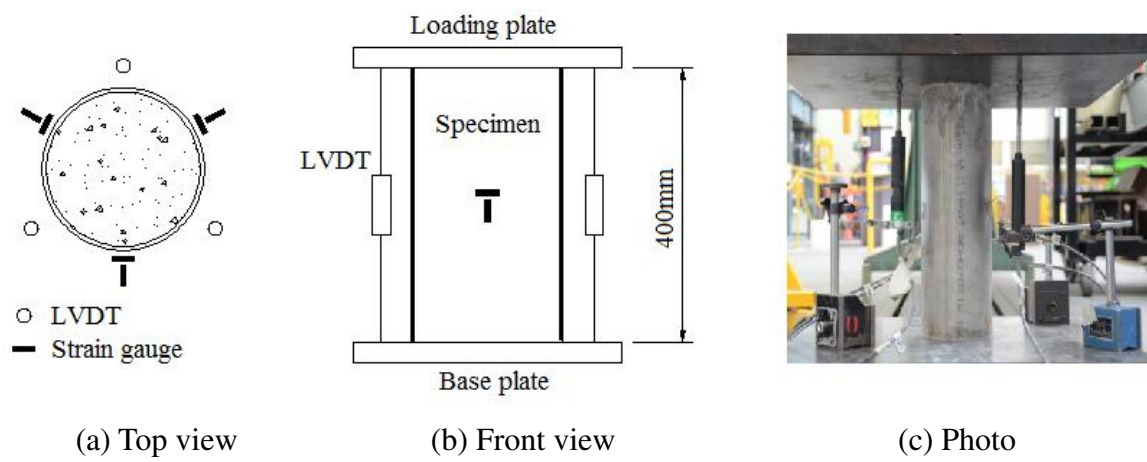 LVDT
Strain gauge
(a) Top view
Loading plate
Specimen
LVDT
400mm
Base plate
(b) Front view
(c) Photo